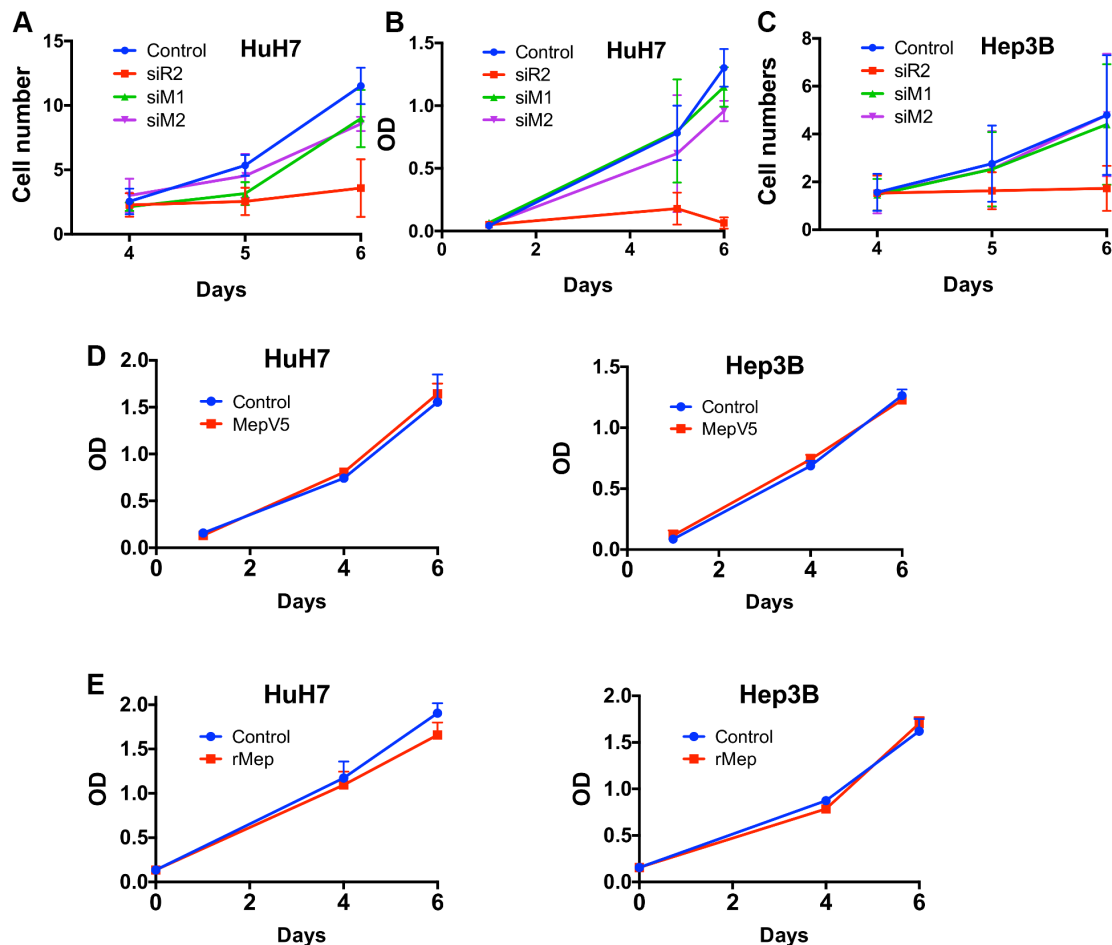 A
HuH7
Control
siR2
siM1
siM2
Cell number
15
10
5
0
4
5
6
Days
B
HuH7
Control
siR2
siM1
siM2
OD
1.5
1.0
0.5
0.0
0
2
4
6
Days
C
Hep3B
Control
siR2
siM1
siM2
Cell numbers
8
6
4
2
0
4
5
6
Days
D
HuH7
Control
MepV5
OD
2.0
1.5
1.0
0.5
0.0
0
2
4
6
Days
Hep3B
Control
MepV5
OD
1.5
1.0
0.5
0.0
0
2
4
6
Days
E
HuH7
Control
rMep
OD
2.0
1.5
1.0
0.5
0.0
0
2
4
6
Days
Hep3B
Control
rMep
OD
2.0
1.5
1.0
0.5
0.0
0
2
4
6
Days